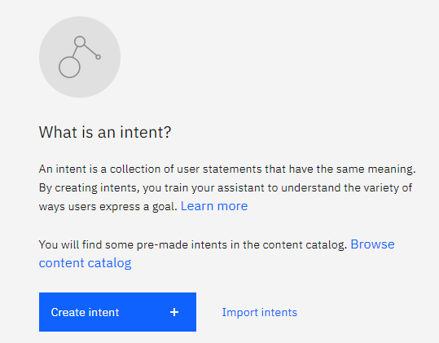 What is an intent?
An intent is a collection of user statements that have the same meaning.
By creating intents, you train your assistant to understand the variety of
ways users express a goal. Learn more
You will find some pre-made intents in the content catalog. Browse
content catalog
Create intent +
Import intents